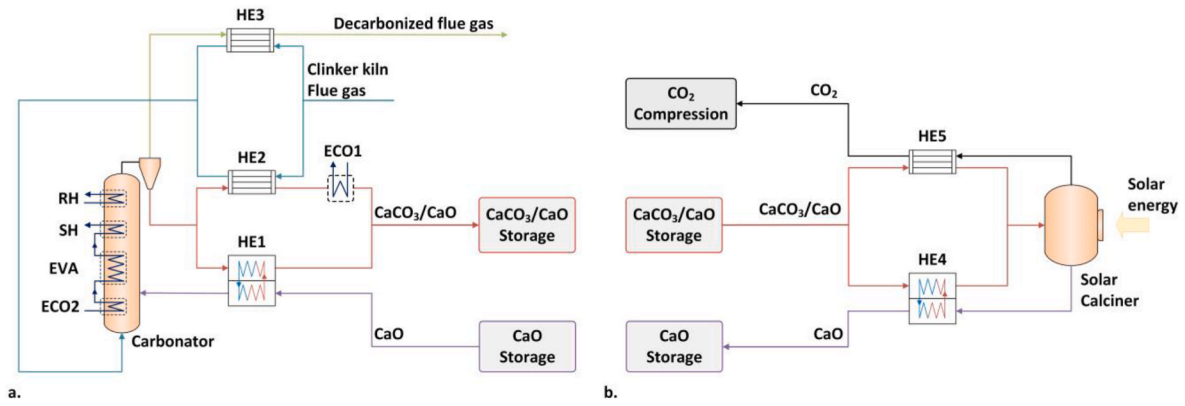 HE3
Decarbonized flue gas
Clinker kiln
Flue gas
HE2
ECO1
RH
SH
EVA
ECO2
HE1
CaCO₃/CaO
CaCO₃/CaO
Storage
CaO
CaO
Storage
Carbonator
a.
CO₂
Compression
CO₂
HE5
CaCO₃/CaO
Storage
CaCO₃/CaO
Solar
energy
HE4
Solar
Calciner
CaO
Storage
CaO
b.